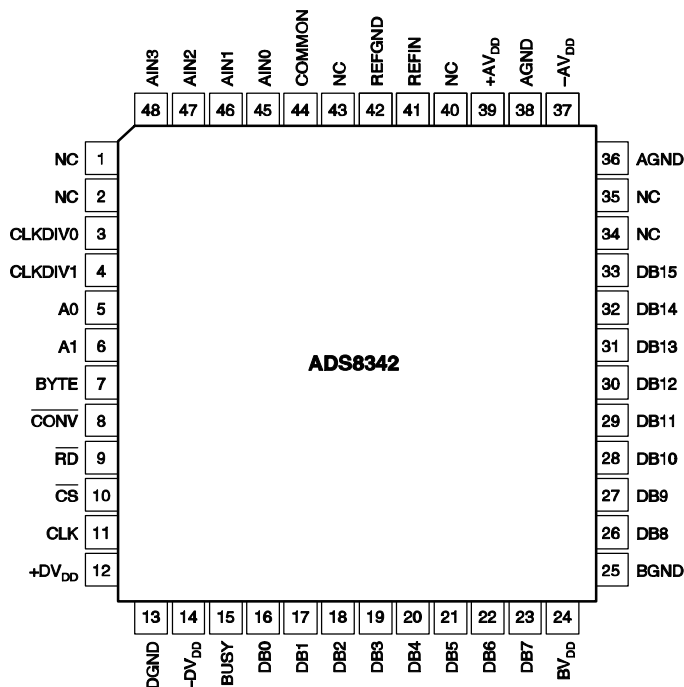 AIN3 AIN2 AIN1 AIN0 COMMON NC REFGND REFIN NC +AVDD AGND –AVDD
48 47 46 45 44 43 42 41 40 39 38 37
NC 1
NC 2
CLKDIV0 3
CLKDIV1 4
A0 5
A1 6
BYTE 7
CONV 8
RD 9
CS 10
CLK 11
+DVDD 12
ADS8342
36 AGND
35 NC
34 NC
33 DB15
32 DB14
31 DB13
30 DB12
29 DB11
28 DB10
27 DB9
26 DB8
25 BGND
13 14 15 16 17 18 19 20 21 22 23 24
DGND –DVDD BUSY DB0 DB1 DB2 DB3 DB4 DB5 DB6 DB7 BVDD